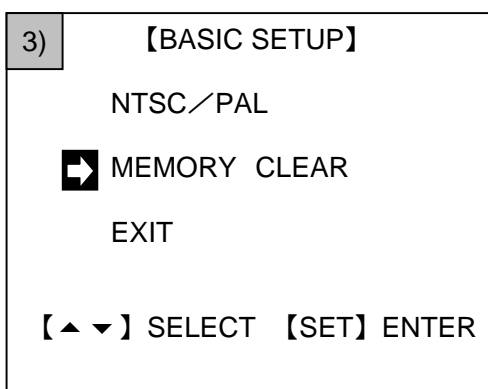 3) 【BASIC SETUP】
NTSC／PAL
MEMORY CLEAR
EXIT
【▲▼】SELECT 【SET】ENTER